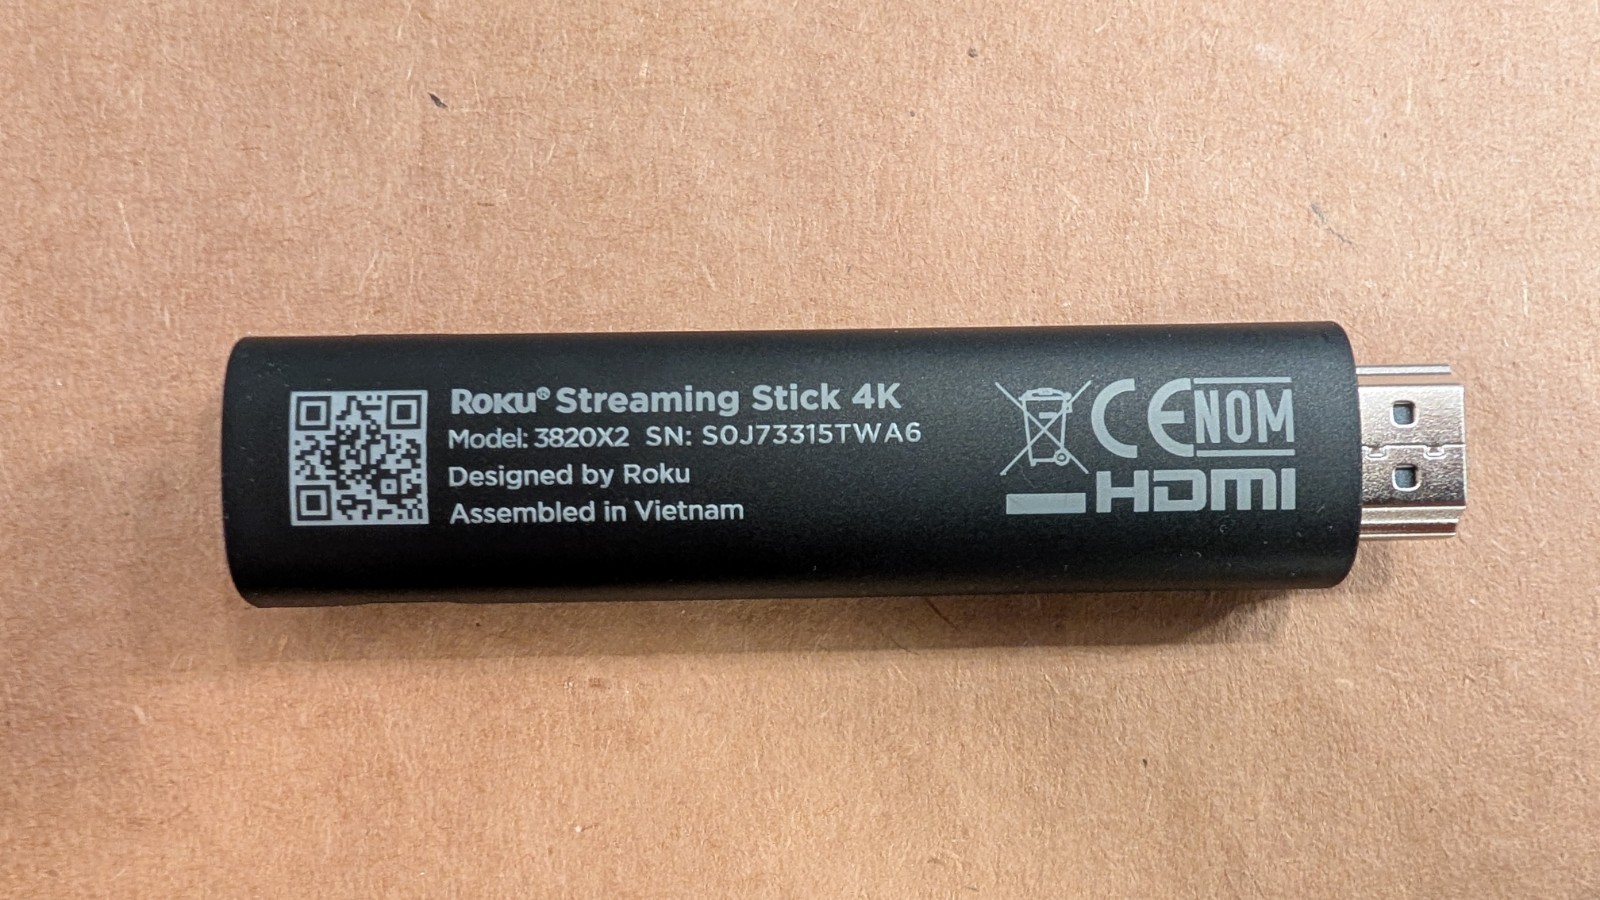 Roku® Streaming Stick 4K
Model: 3820X2 SN: S0J73315TWA6
Designed by Roku
Assembled in Vietnam
CE NOM
HDMI